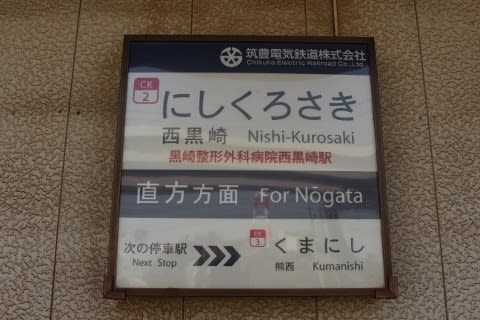 筑豊電気鉄道株式会社
Chikuho Electric Railroad Co.,Ltd.
CK
2
にしくろさき
西黒崎 Nishi-Kurosaki
黒崎整形外科病院西黒崎駅
直方方面 For Nōgata
次の停車駅
Next Stop
CK
3
くまにし
熊西 Kumanishi